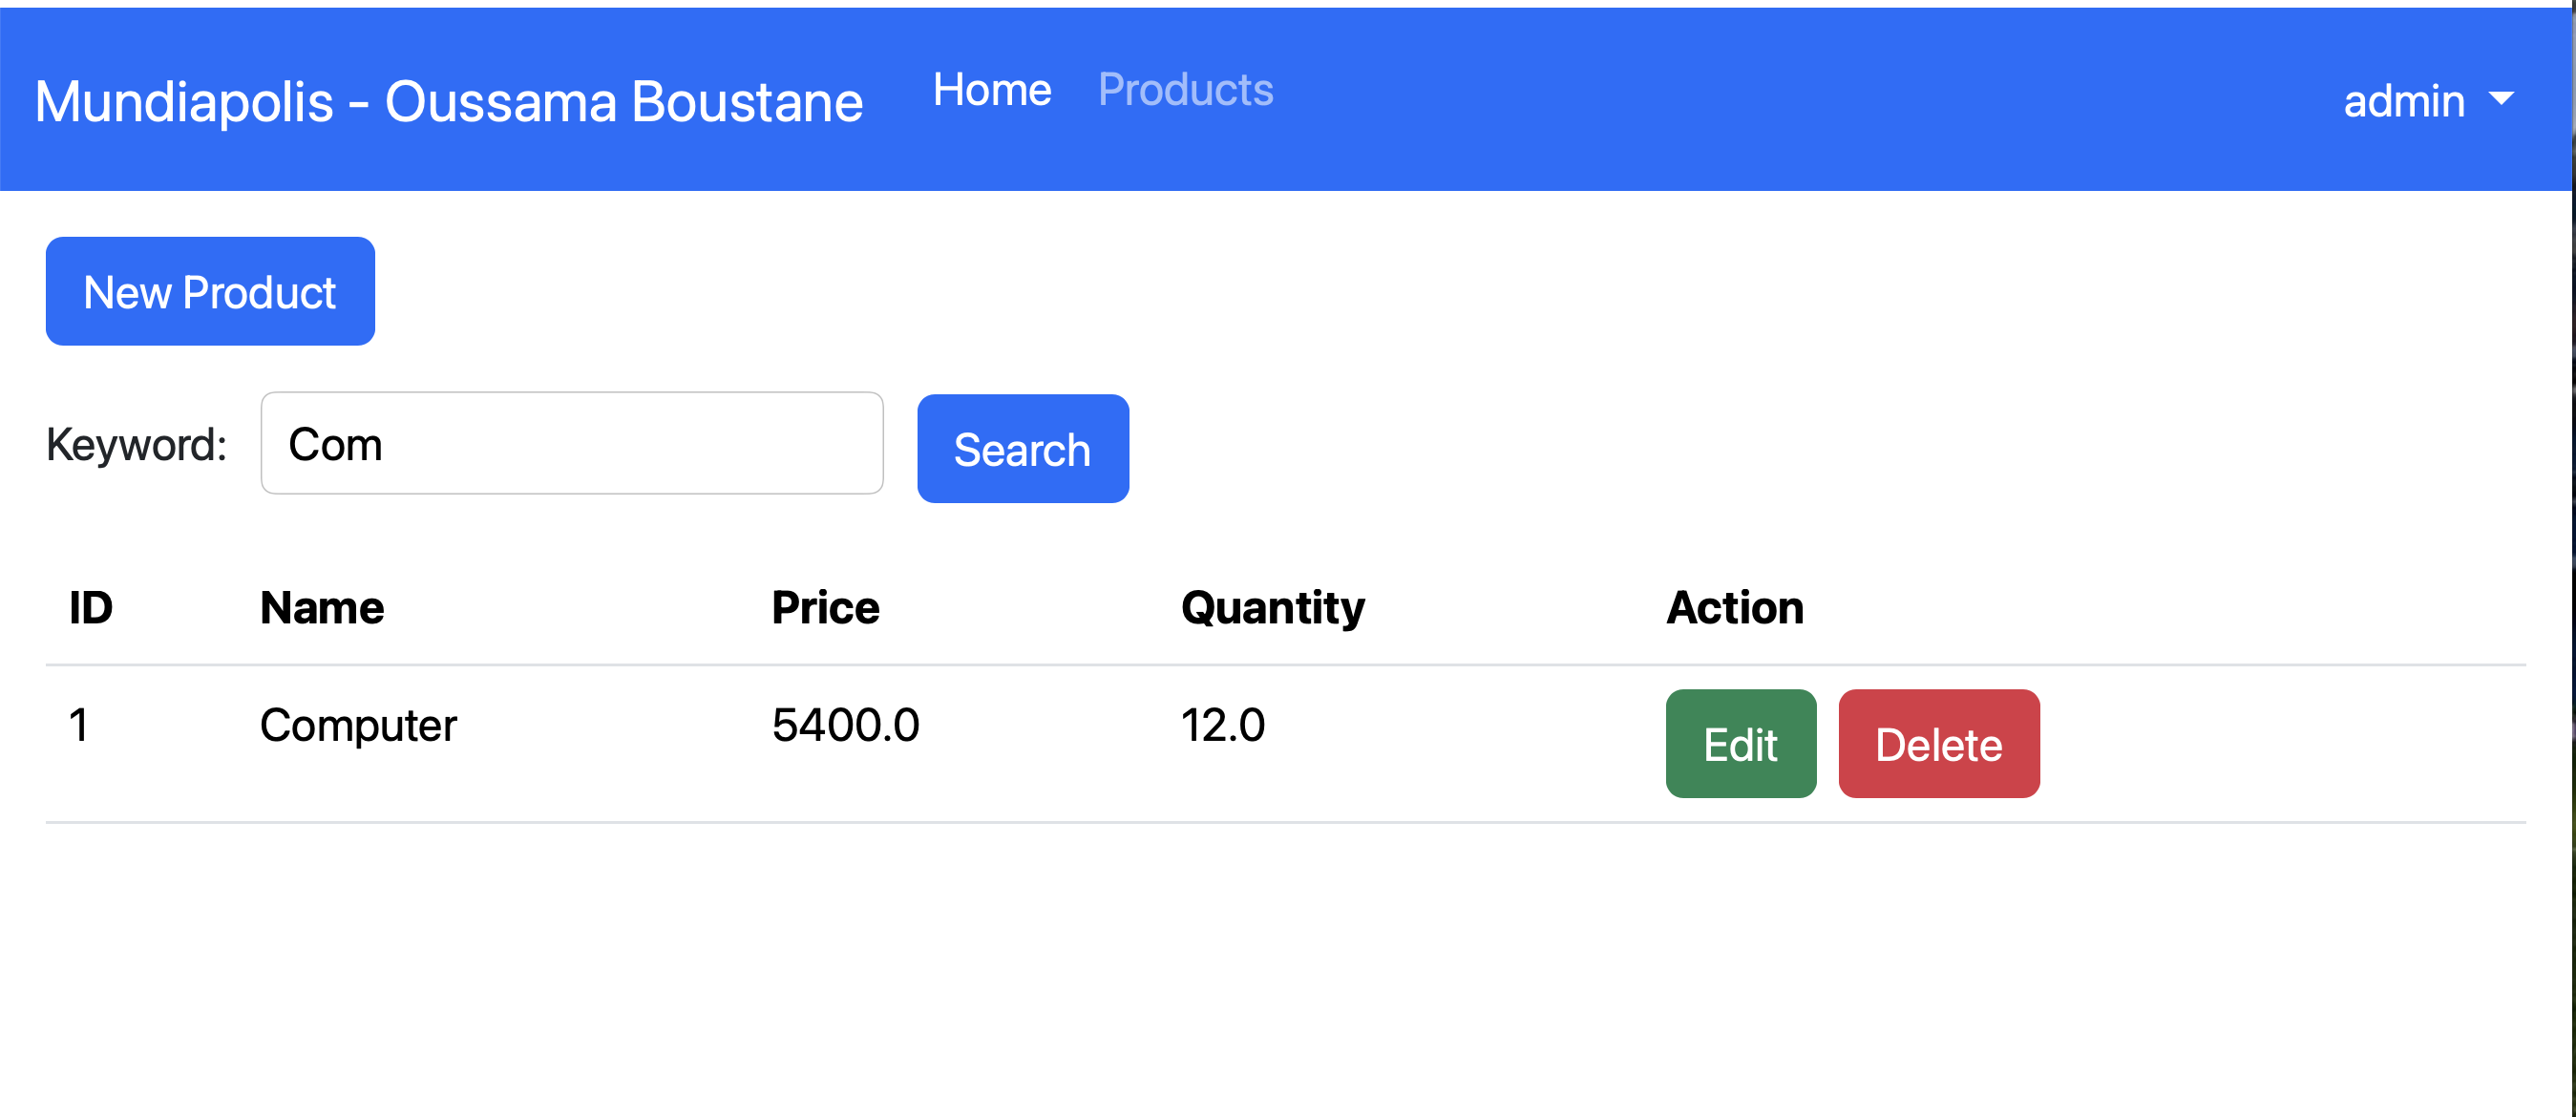 Mundiapolis - Oussama Boustane Home Products admin
New Product
Keyword: Com Search
ID Name Price Quantity Action
1 Computer 5400.0 12.0 Edit Delete